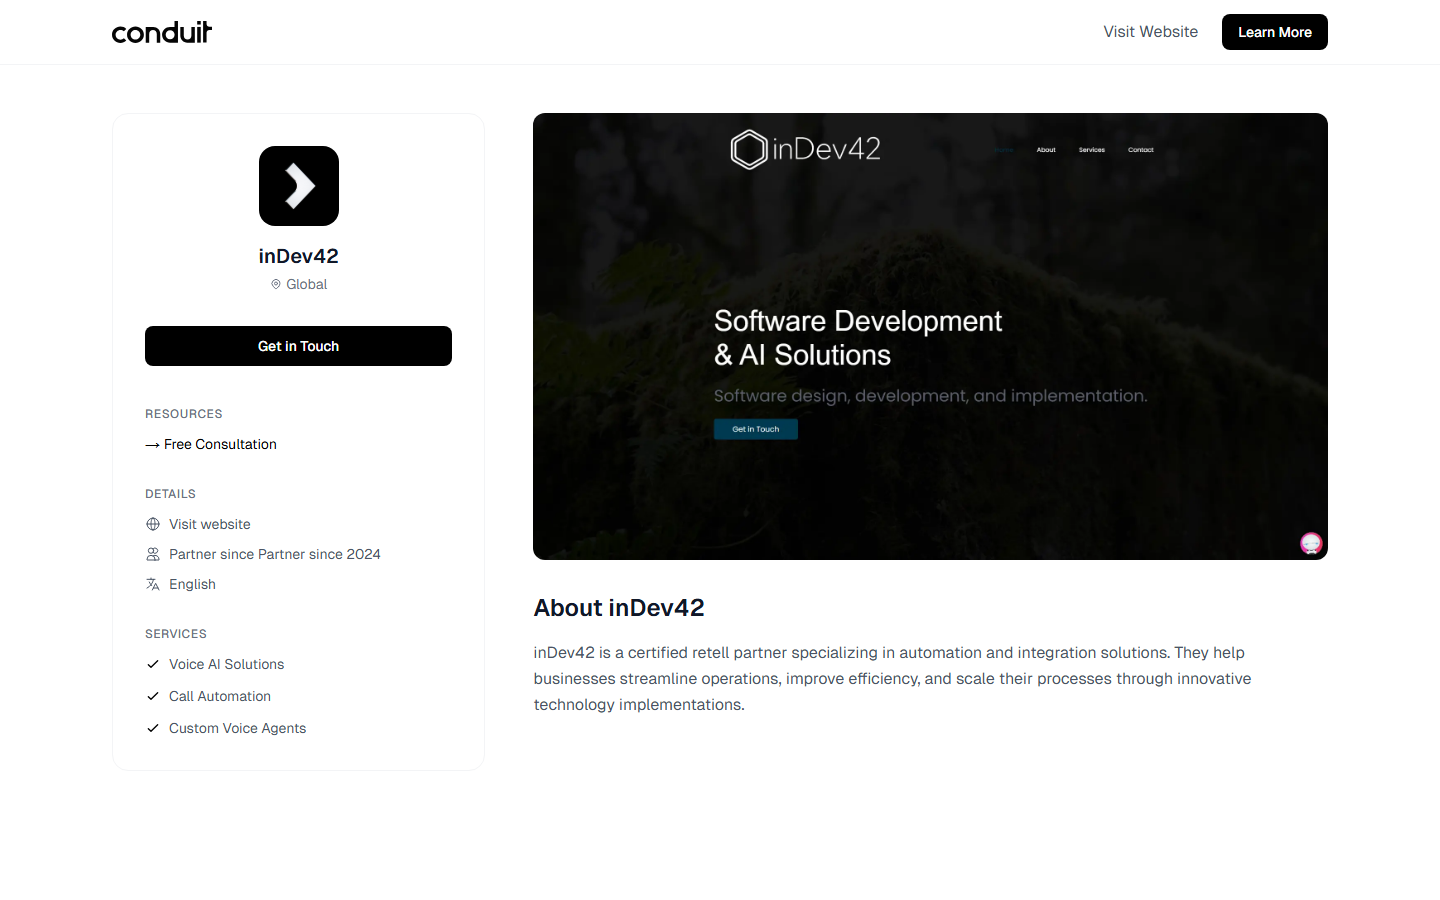 conduit
Visit Website
Learn More
inDev42
Global
Get in Touch
RESOURCES
→ Free Consultation
DETAILS
Visit website
Partner since Partner since 2024
English
SERVICES
Voice AI Solutions
Call Automation
Custom Voice Agents
inDev42
Home
About
Services
Contact
Software Development
& AI Solutions
Software design, development, and implementation.
Get in Touch
About inDev42
inDev42 is a certified retell partner specializing in automation and integration solutions. They help
businesses streamline operations, improve efficiency, and scale their processes through innovative
technology implementations.